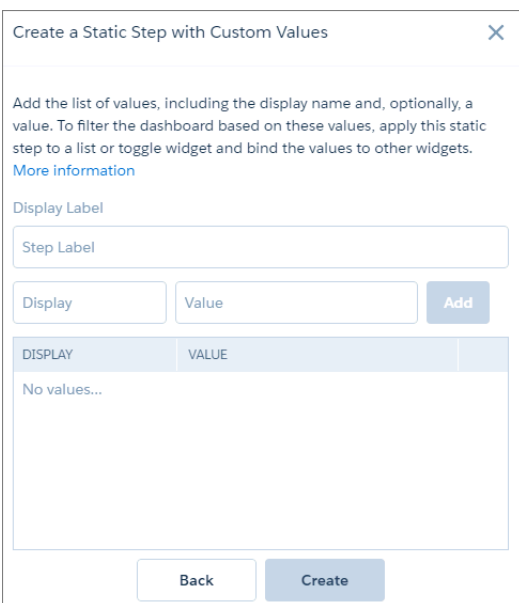 Create a Static Step with Custom Values
Add the list of values, including the display name and, optionally, a
value. To filter the dashboard based on these values, apply this static
step to a list or toggle widget and bind the values to other widgets.
More information
Display Label
Step Label
Display Value Add
DISPLAY VALUE
No values...
Back Create